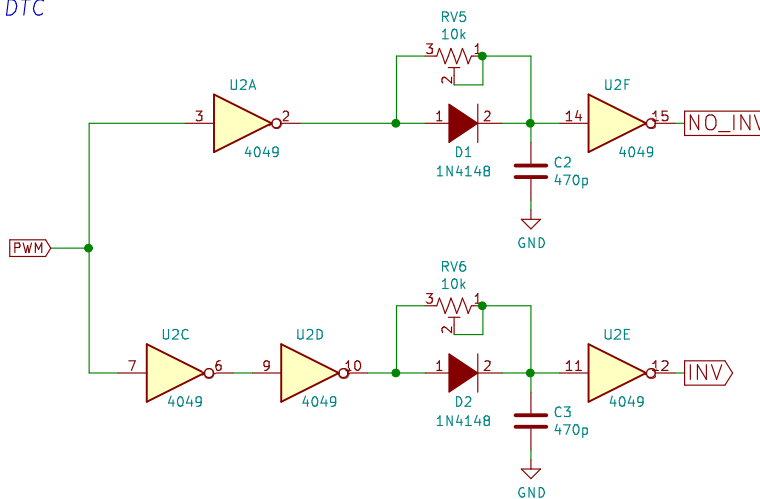 DTC
RV5
10k
3 1
2
U2A
3 2
4049
1 2
D1
1N4148
U2F
14 15
4049
NO_INV
C2
470p
GND
PWM
RV6
10k
3 1
2
U2C
7 6
4049
U2D
9 10
4049
1 2
D2
1N4148
U2E
11 12
4049
INV
C3
470p
GND